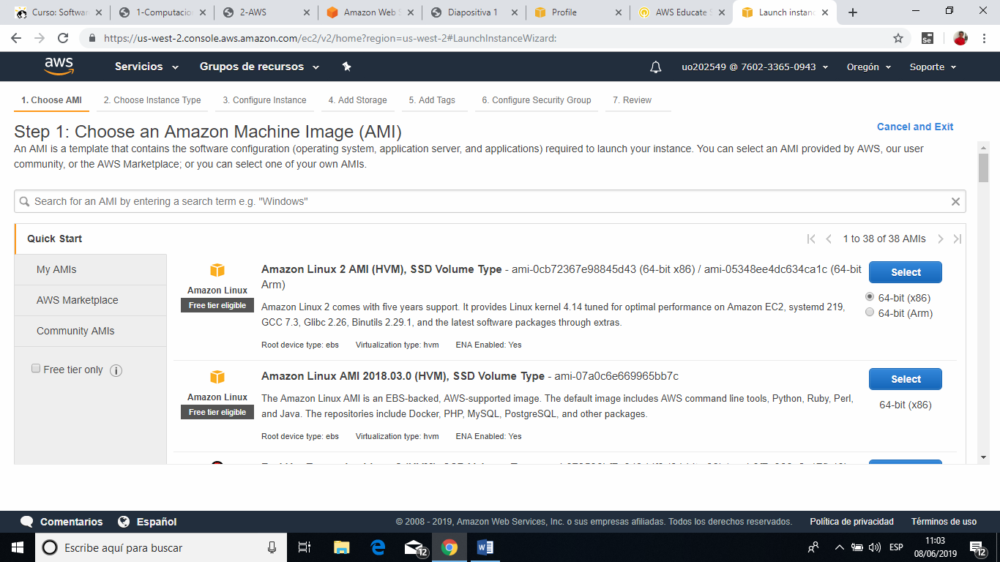 Curso: Softwar
1-Computacio
2-AWS
Amazon Web S
Diapositiva 1
Profile
AWS Educate S
Launch instanc
https://us-west-2.console.aws.amazon.com/ec2/v2/home?region=us-west-2#LaunchInstanceWizard:
aws
Servicios
Grupos de recursos
uo202549 @ 7602-3365-0943
Oregón
Soporte
1. Choose AMI
2. Choose Instance Type
3. Configure Instance
4. Add Storage
5. Add Tags
6. Configure Security Group
7. Review
Step 1: Choose an Amazon Machine Image (AMI)
Cancel and Exit
An AMI is a template that contains the software configuration (operating system, application server, and applications) required to launch your instance. You can select an AMI provided by AWS, our user
community, or the AWS Marketplace; or you can select one of your own AMIs.
Search for an AMI by entering a search term e.g. "Windows"
Quick Start
1 to 38 of 38 AMIs
My AMIs
AWS Marketplace
Community AMIs
Free tier only
Amazon Linux
Free tier eligible
Amazon Linux 2 AMI (HVM), SSD Volume Type - ami-0cb72367e98845d43 (64-bit x86) / ami-05348ee4dc634ca1c (64-bit
Arm)
Amazon Linux 2 comes with five years support. It provides Linux kernel 4.14 tuned for optimal performance on Amazon EC2, systemd 219,
GCC 7.3, Glibc 2.26, Binutils 2.29.1, and the latest software packages through extras.
Root device type: ebs Virtualization type: hvm ENA Enabled: Yes
Select
64-bit (x86)
64-bit (Arm)
Amazon Linux
Free tier eligible
Amazon Linux AMI 2018.03.0 (HVM), SSD Volume Type - ami-07a0c6e669965bb7c
The Amazon Linux AMI is an EBS-backed, AWS-supported image. The default image includes AWS command line tools, Python, Ruby, Perl,
and Java. The repositories include Docker, PHP, MySQL, PostgreSQL, and other packages.
Root device type: ebs Virtualization type: hvm ENA Enabled: Yes
Select
64-bit (x86)
Comentarios
Español
© 2008 - 2019, Amazon Web Services, Inc. o sus empresas afiliadas. Todos los derechos reservados.
Política de privacidad
Términos de uso
Escribe aquí para buscar
12
ESP
11:03
08/06/2019
12